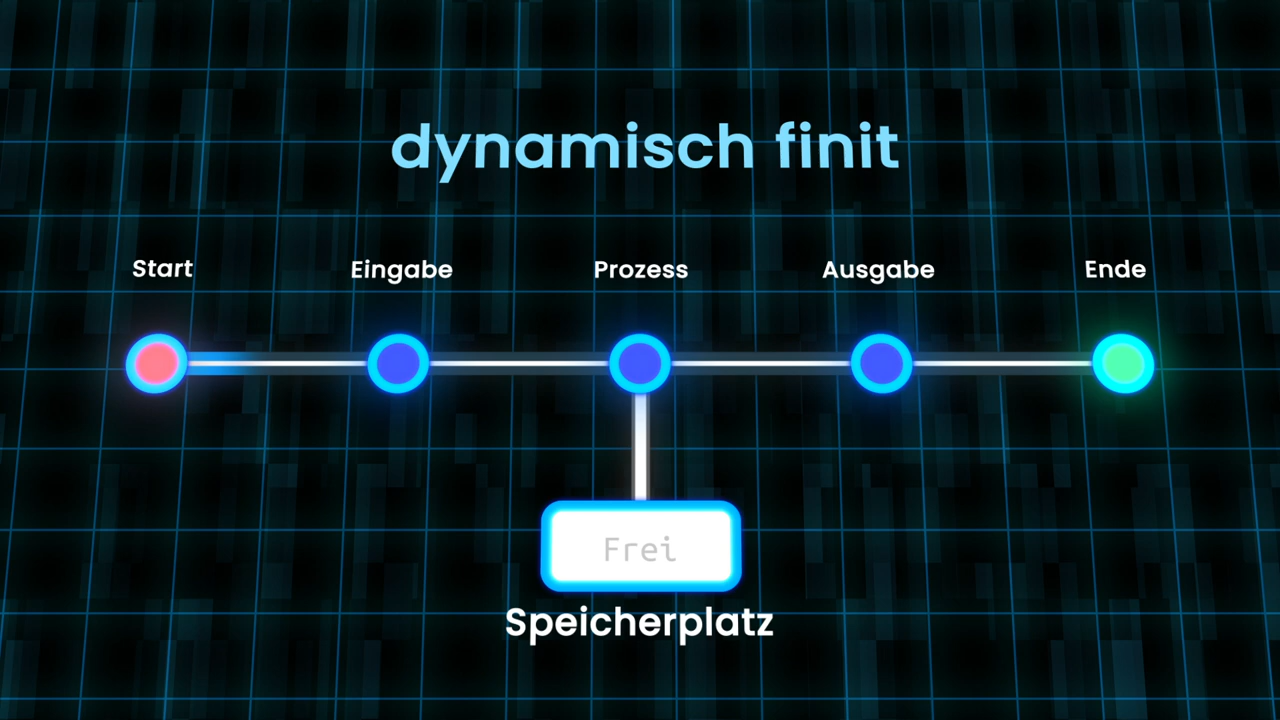 dynamisch finit
Start Eingabe Prozess Ausgabe Ende
Frei
Speicherplatz